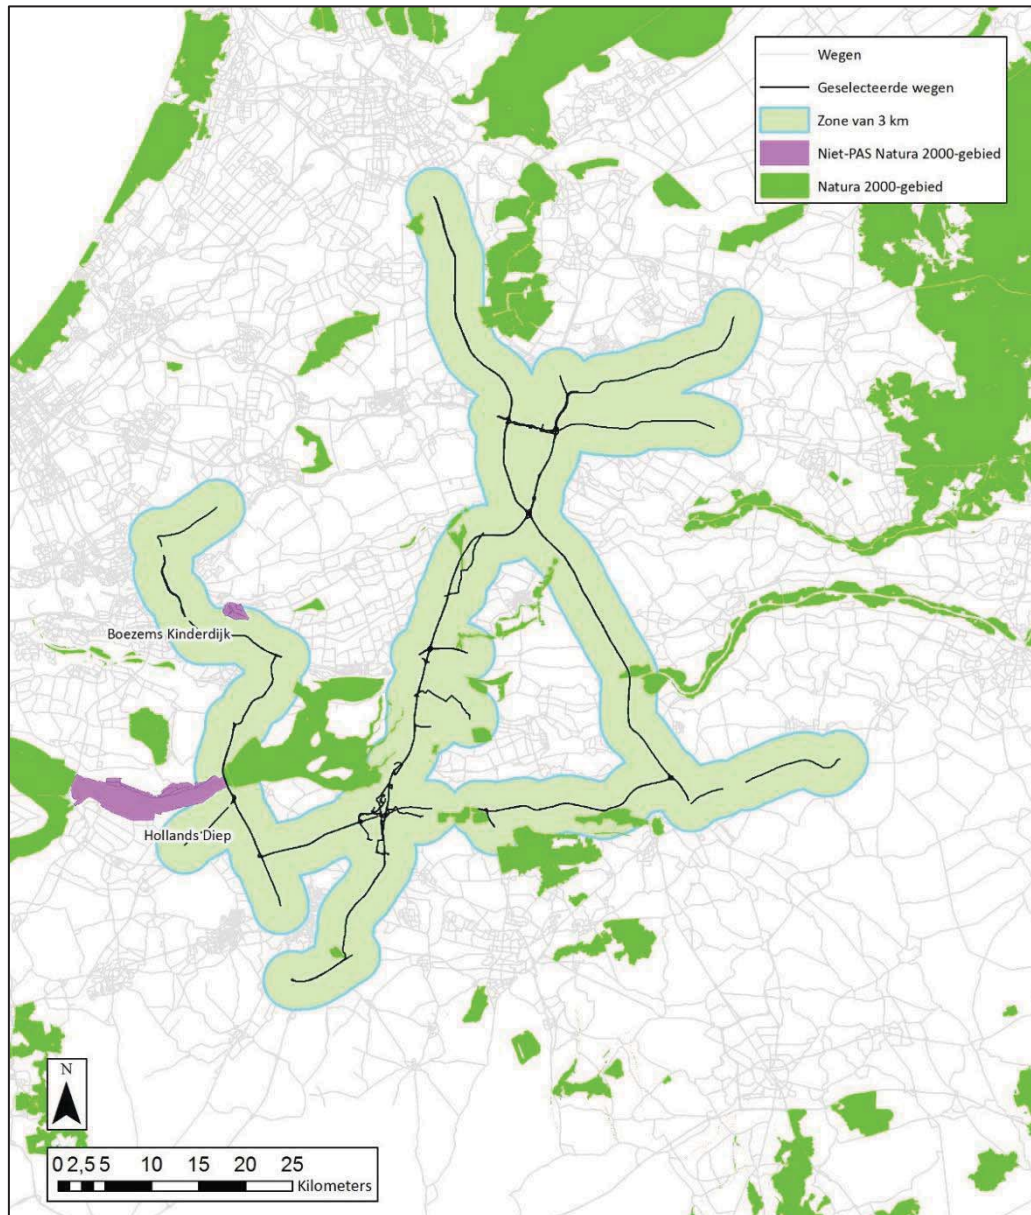 Wegen
Geselecteerde wegen
Zone van 3 km
Niet-PAS Natura 2000-gebied
Natura 2000-gebied
Boezems Kinderdijk
Hollands Diep
N
0 2,5 5 10 15 20 25
Kilometers